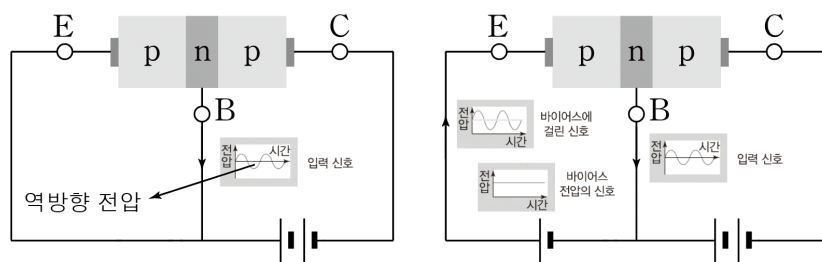 E
C
p n p
B
전압
시간
입력 신호
역방향 전압
E
C
p n p
B
전압
시간
바이어스에
걸린 신호
전압
시간
바이어스
전압의 신호
전압
시간
입력 신호